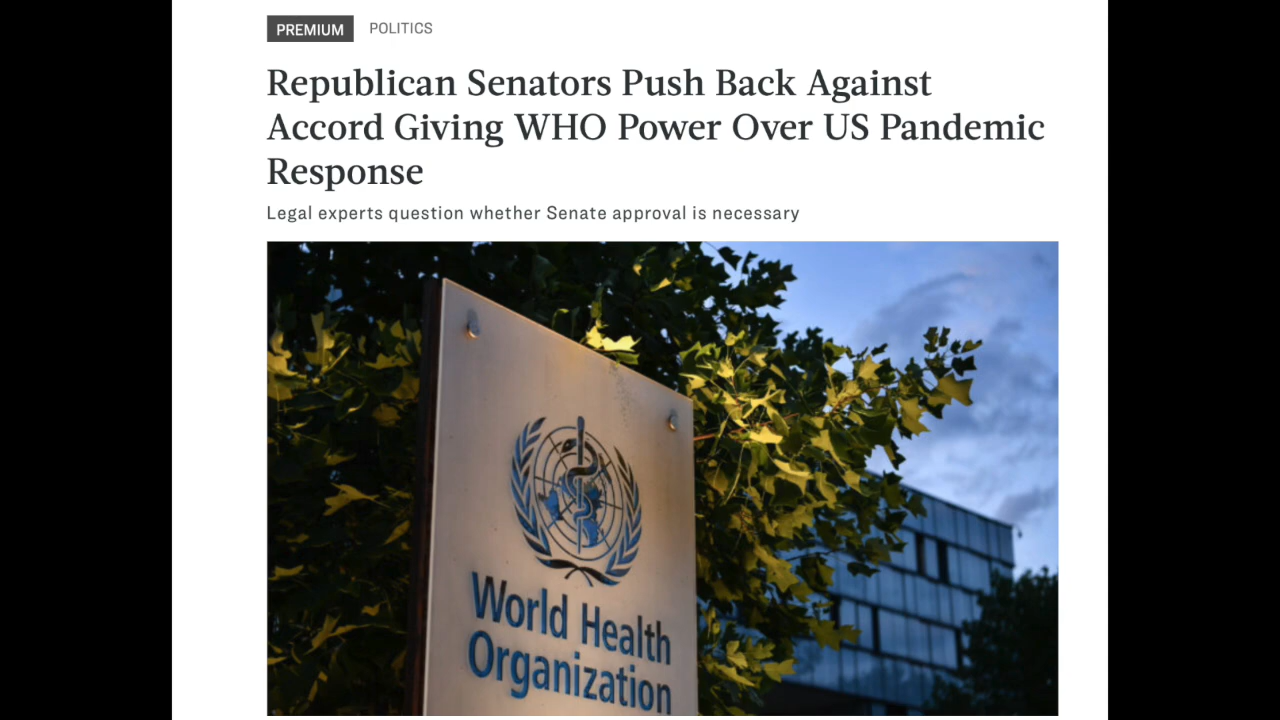 PREMIUM POLITICS
Republican Senators Push Back Against
Accord Giving WHO Power Over US Pandemic
Response
Legal experts question whether Senate approval is necessary
World Health
Organization